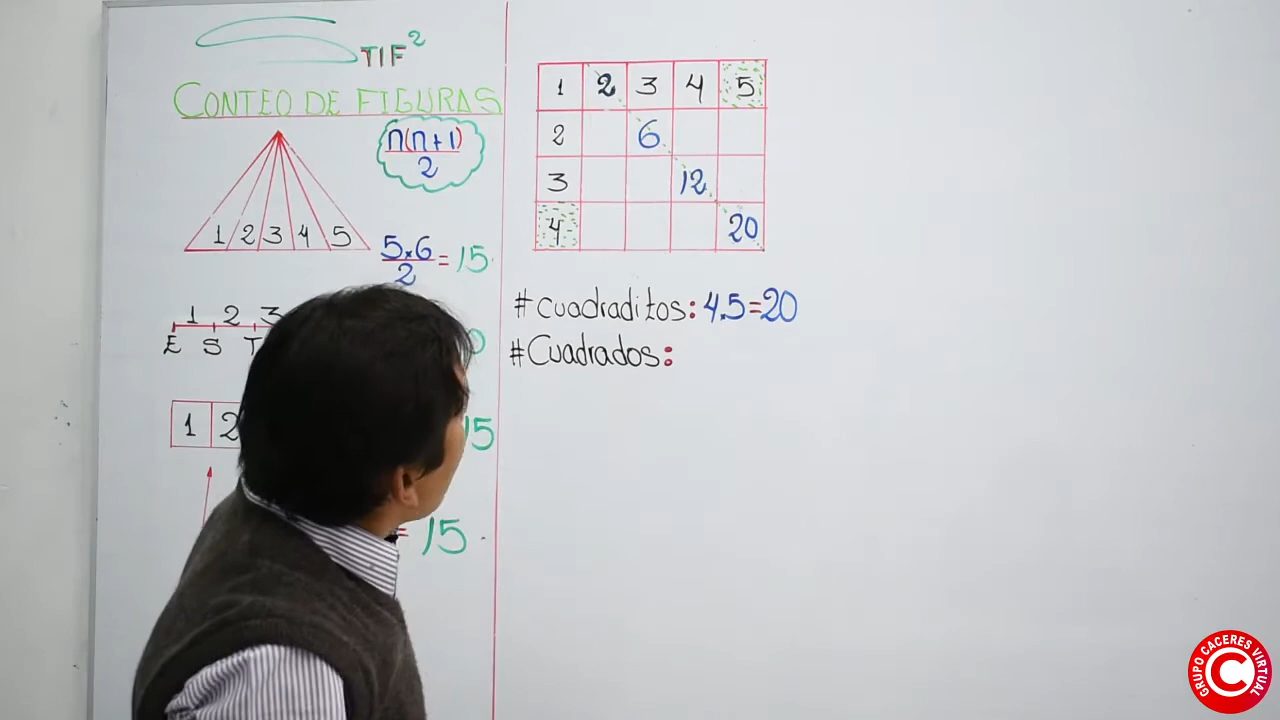 TIF²
CONTEO DE FIGURAS
n(n+1)
2
1 2 3 4 5
5×6
2
= 15
1 2 3
E S T
0
1 2
15
= 15
1 2 3 4 5
2 6
3 12
4 20
# cuadraditos: 4.5=20
#Cuadrados:
GRUPO CACERES VIRTUAL
C